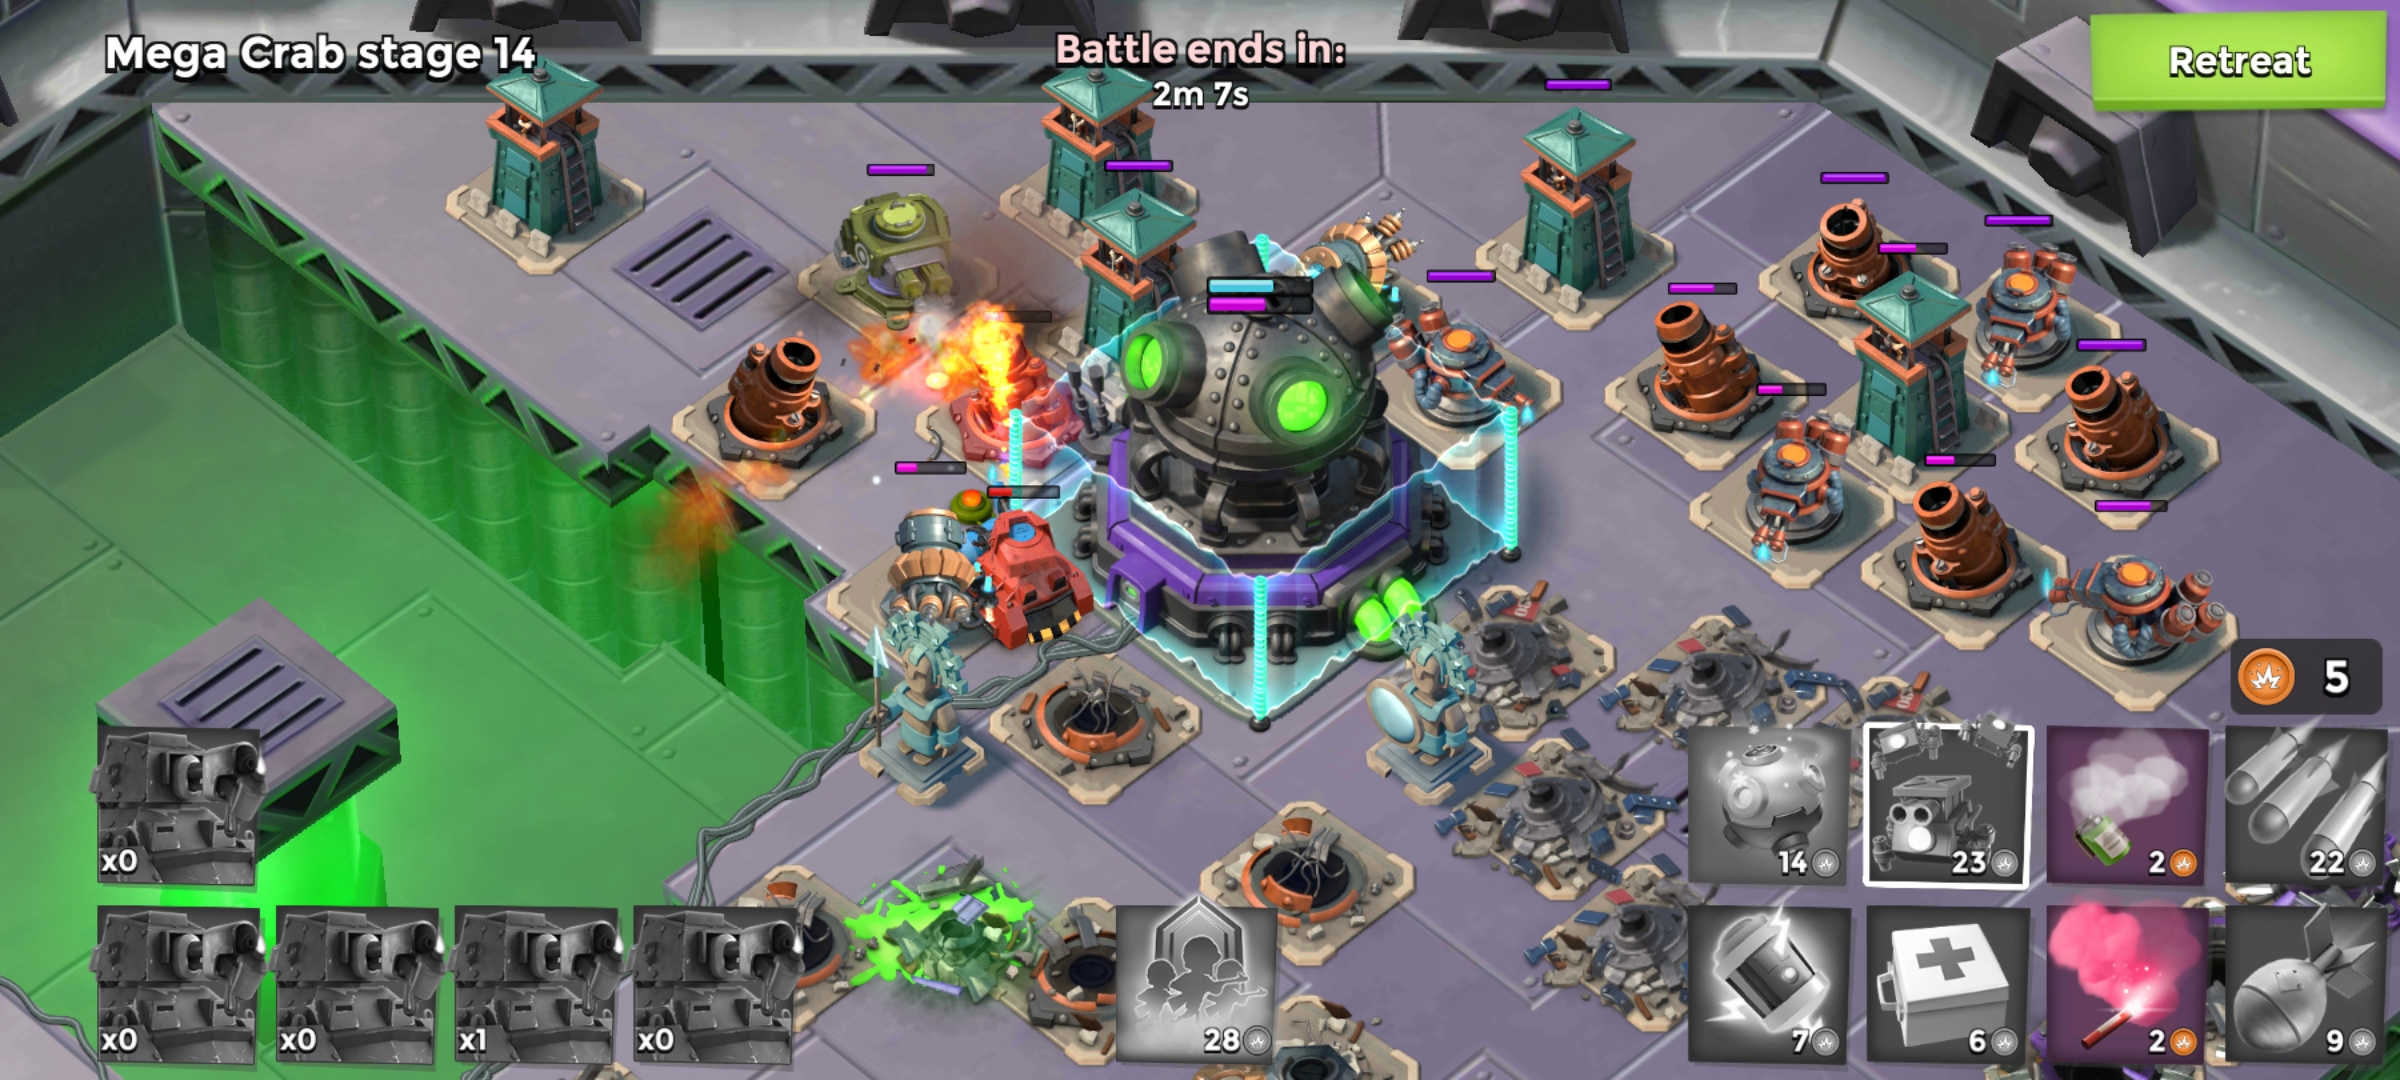 Mega Crab stage 14
Battle ends in:
2m 7s
Retreat
5
14
23
2
22
x0
x0
x0
x1
x0
28
7
6
2
9